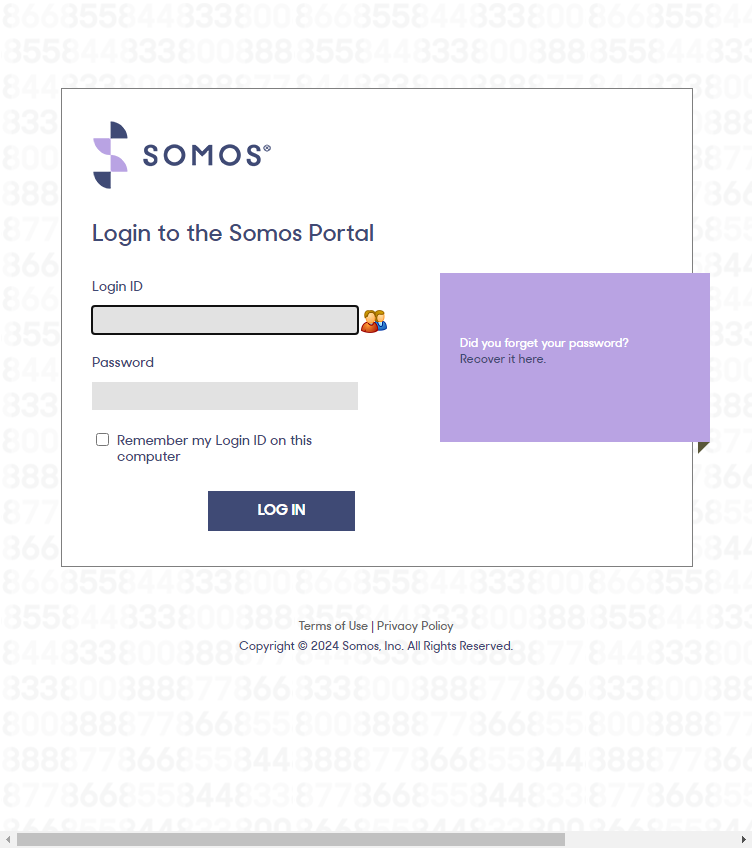 SOMOS®
Login to the Somos Portal
Login ID
Password
Remember my Login ID on this
computer
LOG IN
Did you forget your password?
Recover it here.
Terms of Use | Privacy Policy
Copyright © 2024 Somos, Inc. All Rights Reserved.